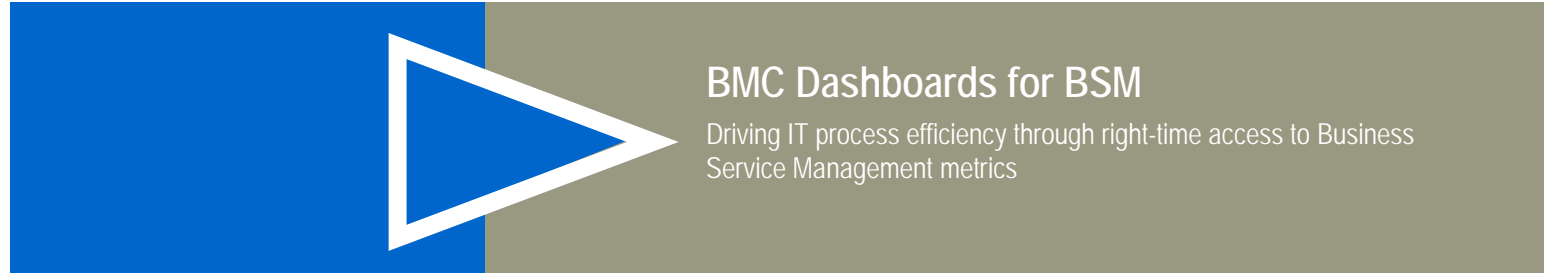 BMC Dashboards for BSM
Driving IT process efficiency through right-time access to Business
Service Management metrics